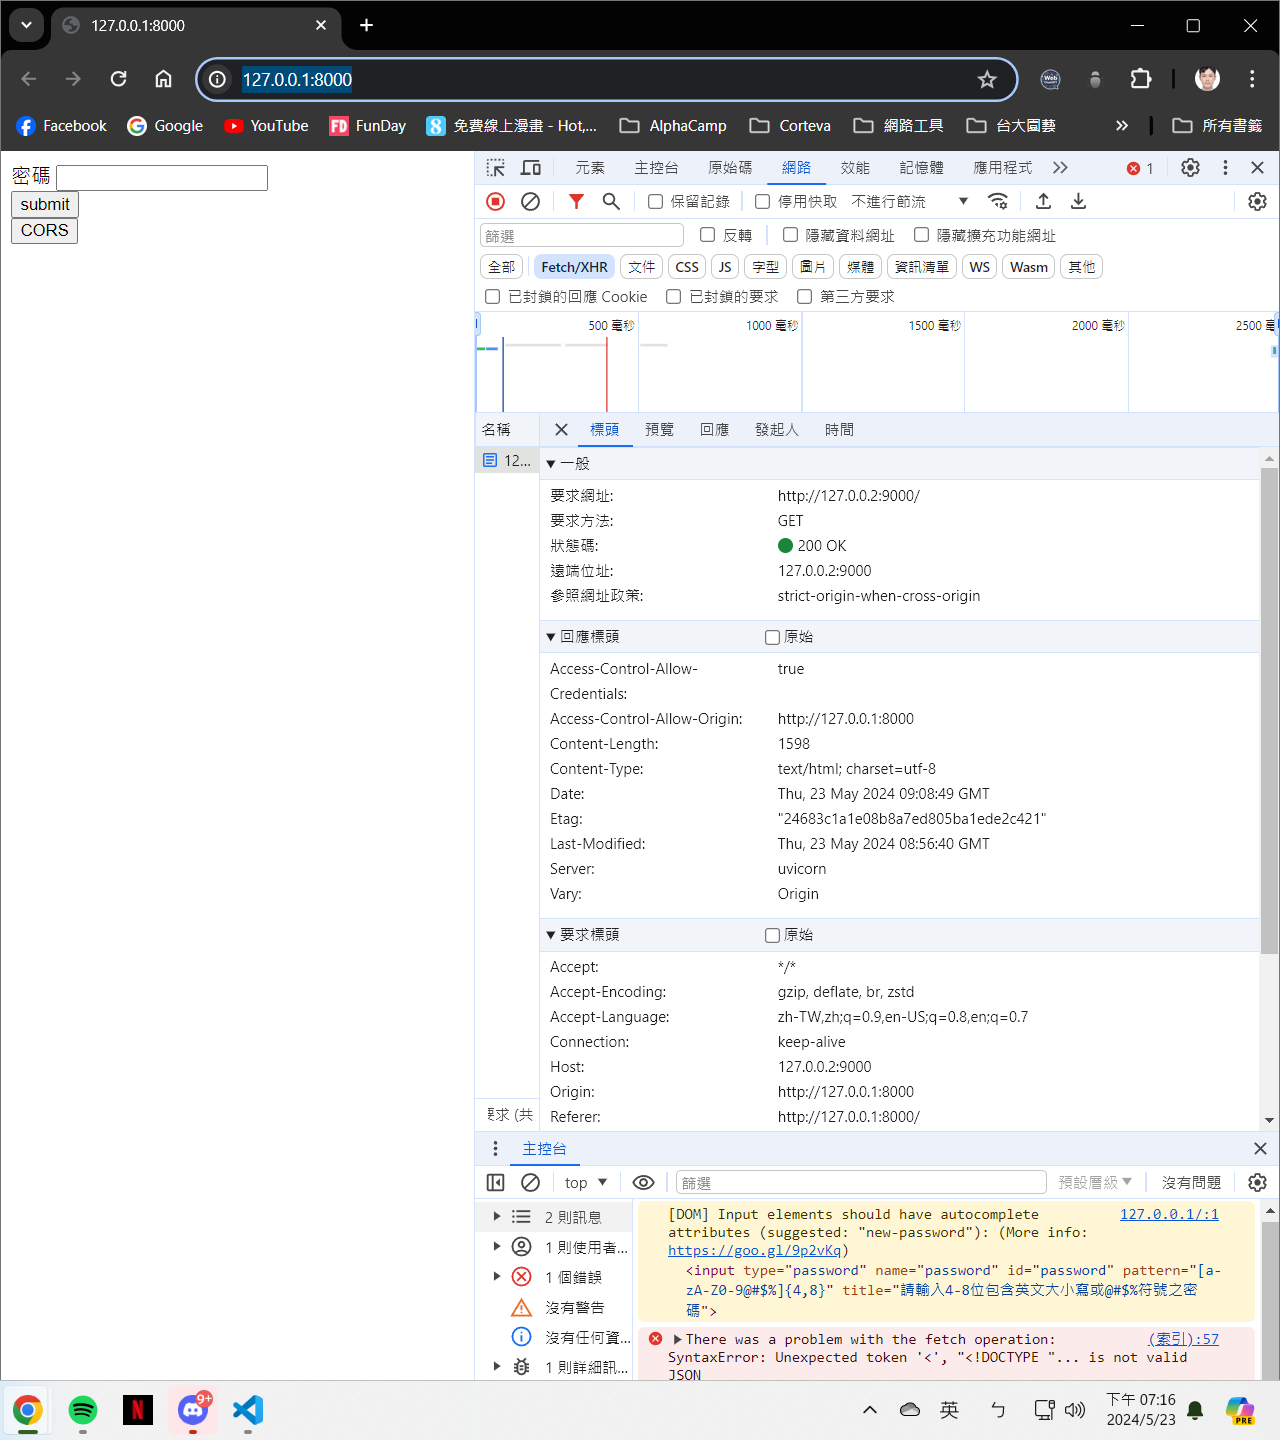 127.0.0.1:8000
127.0.0.1:8000
Facebook Google YouTube FunDay 免費線上漫畫 - Hot,... AlphaCamp Corteva 網路工具 台大園藝 所有書籤
密碼
submit
CORS
元素 主控台 原始碼 網路 效能 記憶體 應用程式 1
保留記錄 停用快取 不進行節流
篩選 反轉 隱藏資料網址 隱藏擴充功能網址
全部 Fetch/XHR 文件 CSS JS 字型 圖片 媒體 資訊清單 WS Wasm 其他
已封鎖的回應 Cookie 已封鎖的要求 第三方要求
500 毫秒 1000 毫秒 1500 毫秒 2000 毫秒 2500 毫
名稱 標頭 預覽 回應 發起人 時間
12...
一般
要求網址: http://127.0.0.2:9000/
要求方法: GET
狀態碼: 200 OK
遠端位址: 127.0.0.2:9000
參照網址政策: strict-origin-when-cross-origin
回應標頭 原始
Access-Control-Allow- true
Credentials:
Access-Control-Allow-Origin: http://127.0.0.1:8000
Content-Length: 1598
Content-Type: text/html; charset=utf-8
Date: Thu, 23 May 2024 09:08:49 GMT
Etag: "24683c1a1e08b8a7ed805ba1ede2c421"
Last-Modified: Thu, 23 May 2024 08:56:40 GMT
Server: uvicorn
Vary: Origin
要求標頭 原始
Accept: */*
Accept-Encoding: gzip, deflate, br, zstd
Accept-Language: zh-TW,zh;q=0.9,en-US;q=0.8,en;q=0.7
Connection: keep-alive
Host: 127.0.0.2:9000
Origin: http://127.0.0.1:8000
Referer: http://127.0.0.1:8000/
要求 (共
主控台
top 篩選 預設層級 沒有問題
2 則訊息
1 則使用者...
1 個錯誤
沒有警告
沒有任何資...
1 則詳細訊...
[DOM] Input elements should have autocomplete 127.0.0.1/:1
attributes (suggested: "new-password"): (More info:
https://goo.gl/9p2vKq)
<input type="password" name="password" id="password" pattern="[a-
zA-Z0-9@#$%]{4,8}" title="請輸入4-8位包含英文大小寫或@#$%符號之密
碼">
There was a problem with the fetch operation: (索引):57
SyntaxError: Unexpected token '<', "<!DOCTYPE "... is not valid
JSON
9+ 英 ㄅ 下午 07:16
2024/5/23
PRE